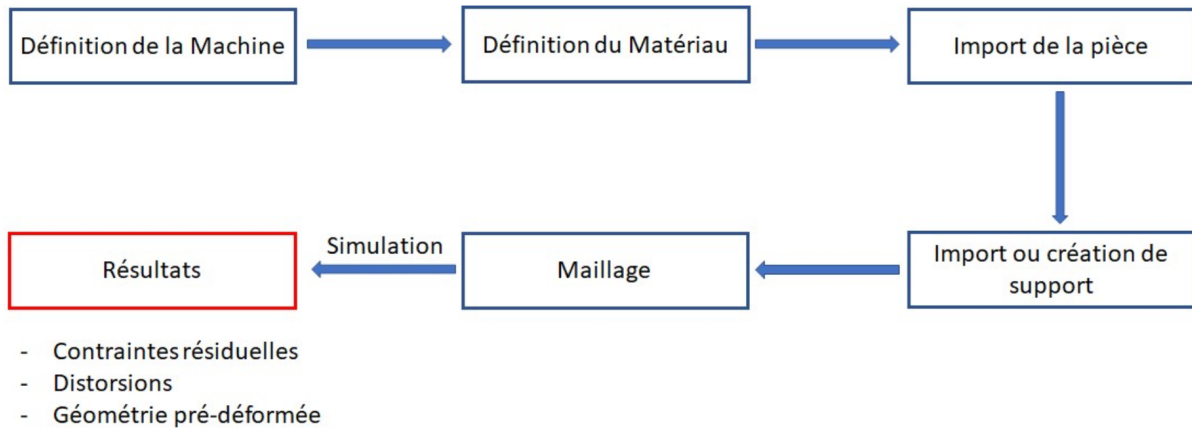 Définition de la Machine
Définition du Matériau
Import de la pièce
Import ou création de
support
Maillage
Simulation
Résultats
- Contraintes résiduelles
- Distorsions
- Géométrie pré-déformée